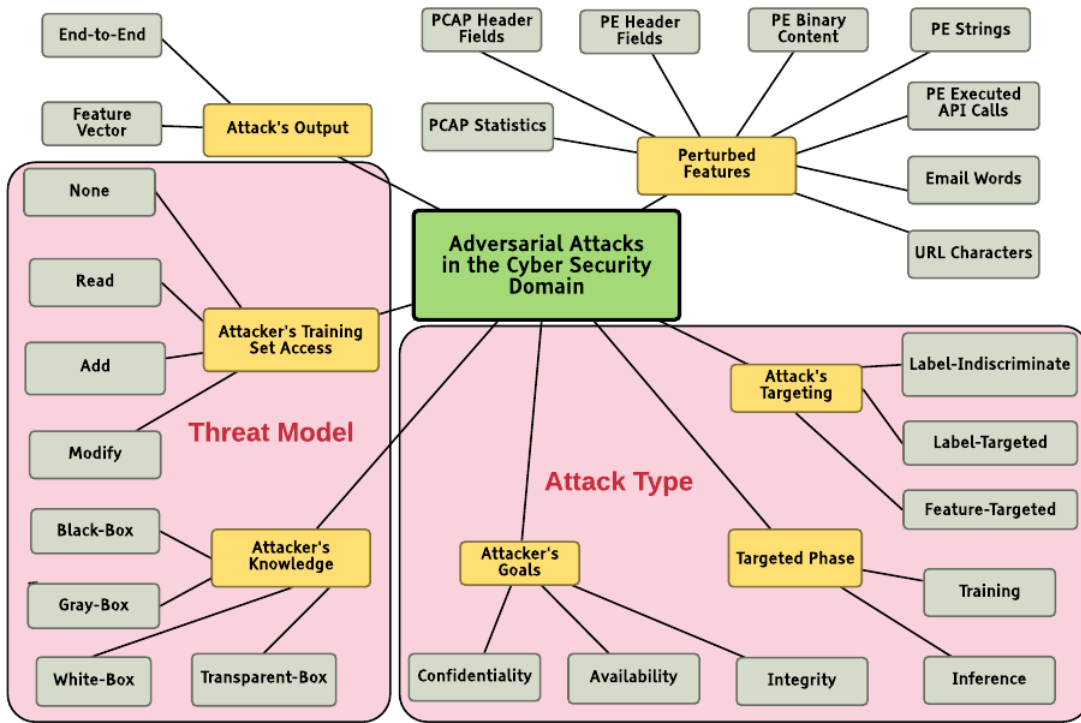 End-to-End
Feature
Vector
Attack's Output
PCAP Header
Fields
PE Header
Fields
PE Binary
Content
PE Strings
PCAP Statistics
PE Executed
API Calls
Perturbed
Features
Email Words
URL Characters
Adversarial Attacks
in the Cyber Security
Domain
None
Read
Add
Modify
Attacker's Training
Set Access
Threat Model
Black-Box
Gray-Box
White-Box
Transparent-Box
Attacker's
Knowledge
Attack's
Targeting
Label-Indiscriminate
Label-Targeted
Feature-Targeted
Attack Type
Attacker's
Goals
Targeted Phase
Training
Inference
Confidentiality
Availability
Integrity